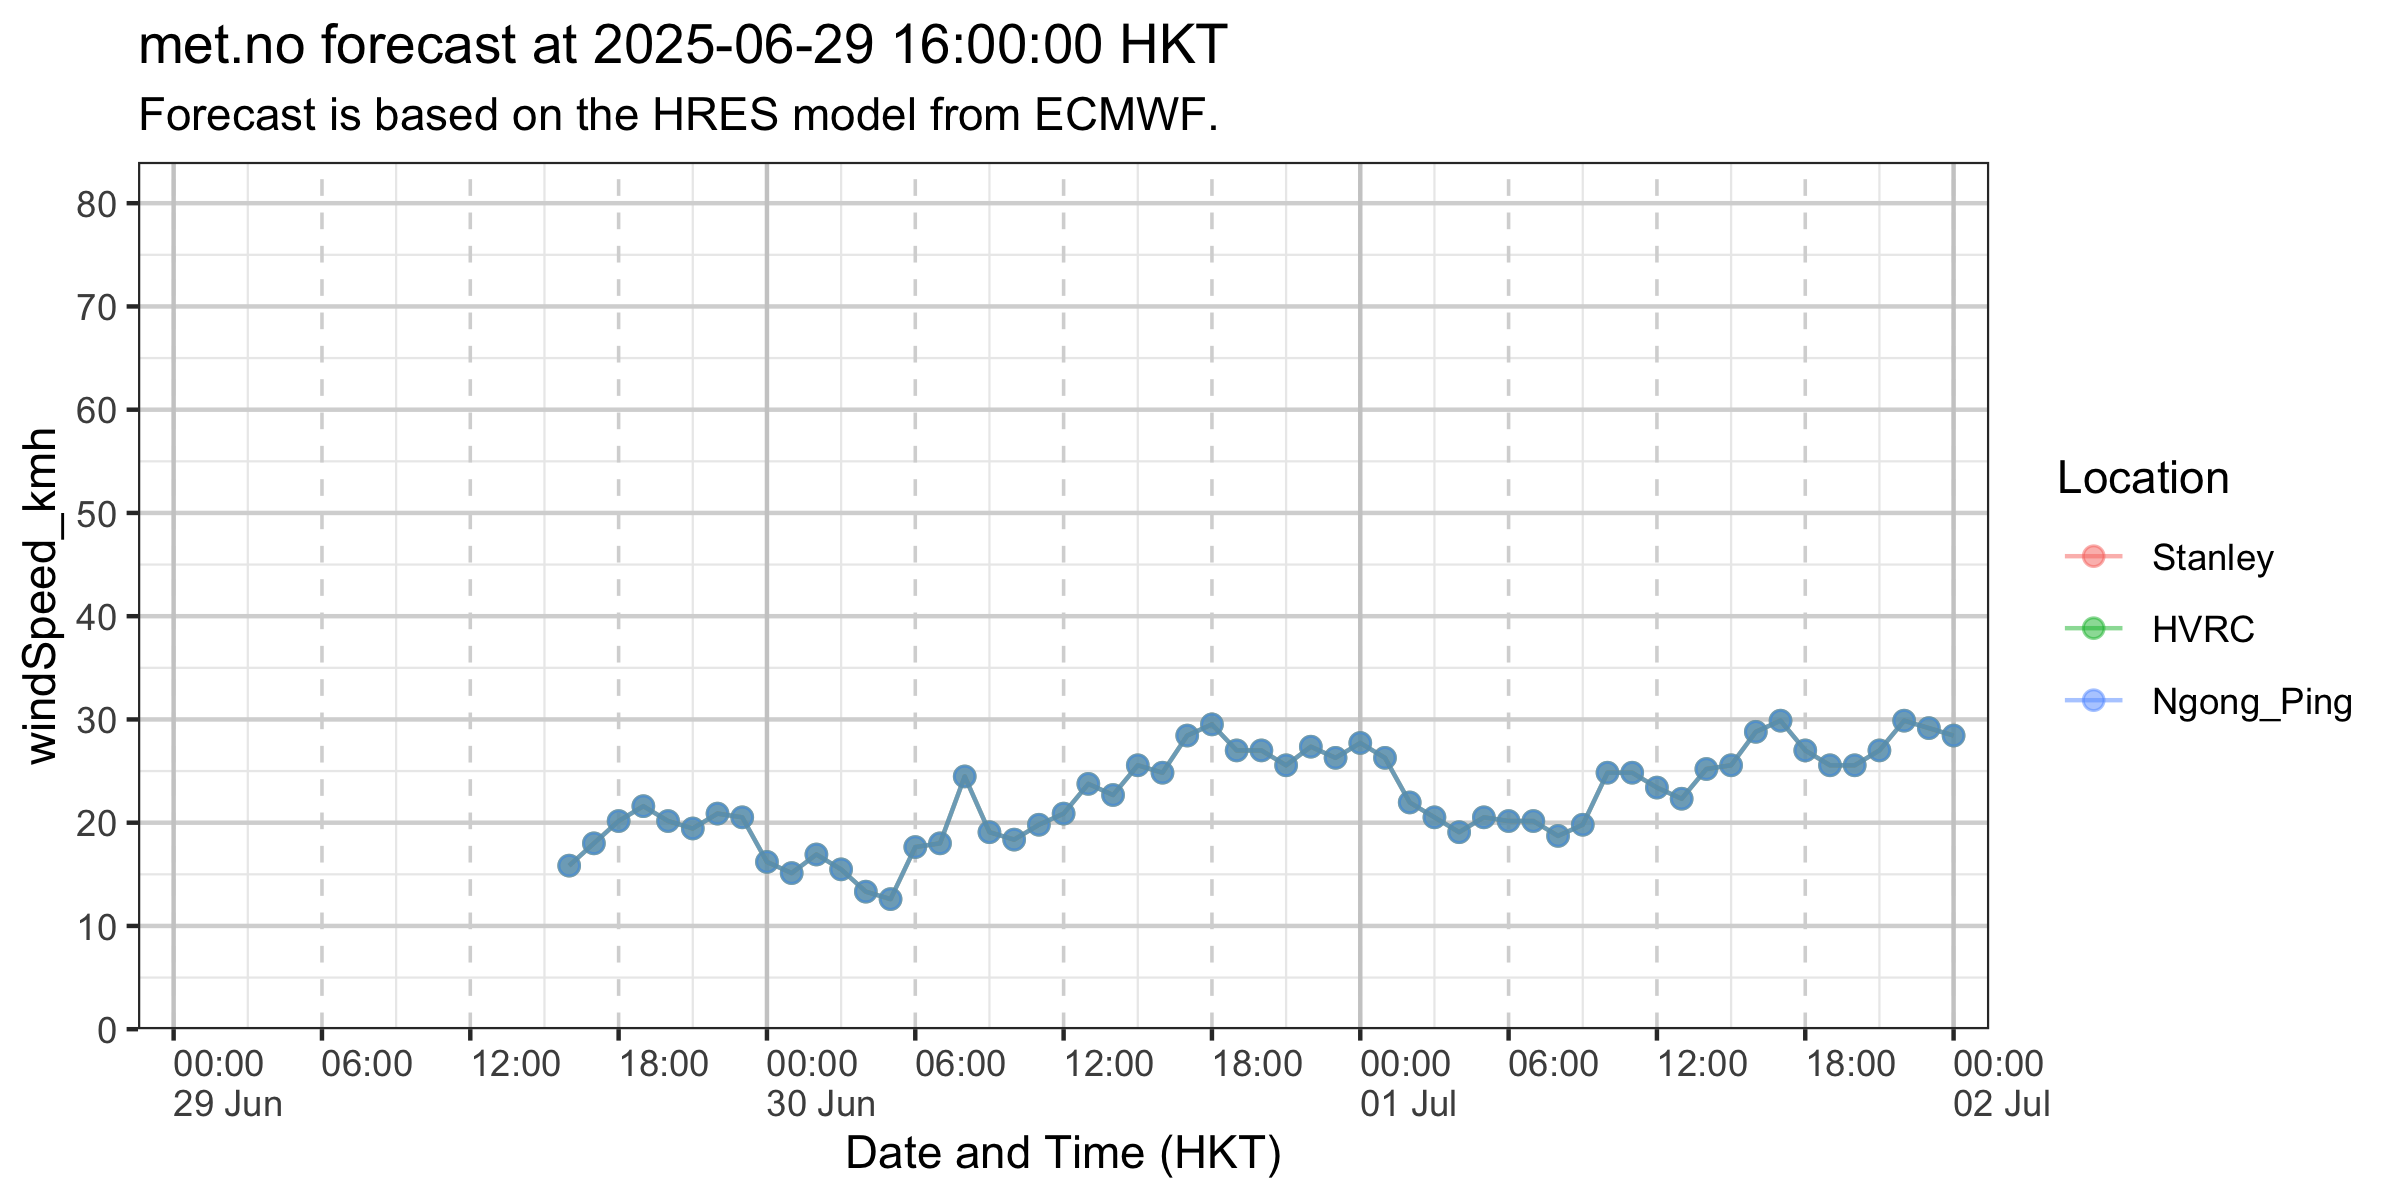 met.no forecast at 2025-06-29 16:00:00 HKT
Forecast is based on the HRES model from ECMWF.
windSpeed_kmh
80
70
60
50
40
30
20
10
0
00:00 06:00 12:00 18:00 00:00 06:00 12:00 18:00 00:00 06:00 12:00 18:00 00:00
29 Jun 30 Jun 01 Jul 02 Jul
Date and Time (HKT)
Location
Stanley
HVRC
Ngong_Ping